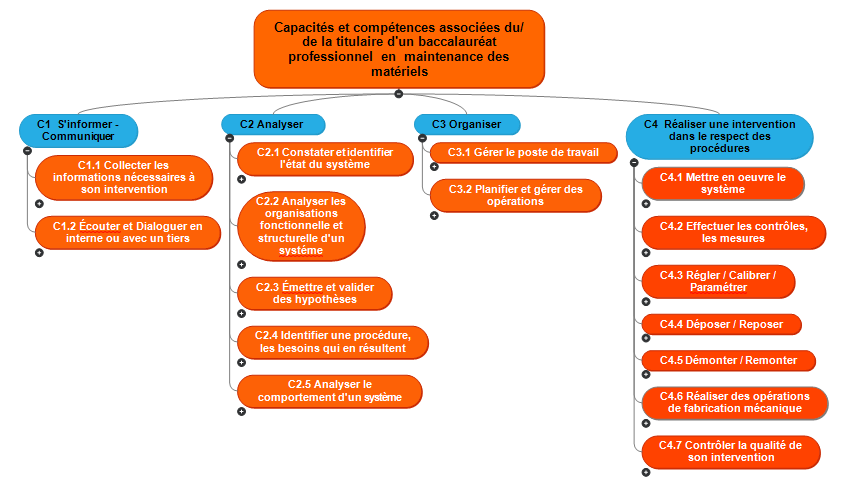 Capacités et compétences associées du/
de la titulaire d'un baccalauréat
professionnel en maintenance des
matériels
C1 S'informer -
Communiquer
C1.1 Collecter les
informations nécessaires à
son intervention
C1.2 Écouter et Dialoguer en
interne ou avec un tiers
C2 Analyser
C2.1 Constater et identifier
l'état du système
C2.2 Analyser les
organisations
fonctionnelle et
structurelle d'un
systéme
C2.3 Émettre et valider
des hypothèses
C2.4 Identifier une procédure,
les besoins qui en résultent
C2.5 Analyser le
comportement d'un système
C3 Organiser
C3.1 Gérer le poste de travail
C3.2 Planifier et gérer des
opérations
C4 Réaliser une intervention
dans le respect des
procédures
C4.1 Mettre en oeuvre le
système
C4.2 Effectuer les contrôles,
les mesures
C4.3 Régler / Calibrer /
Paramétrer
C4.4 Déposer / Reposer
C4.5 Démonter / Remonter
C4.6 Réaliser des opérations
de fabrication mécanique
C4.7 Contrôler la qualité de
son intervention